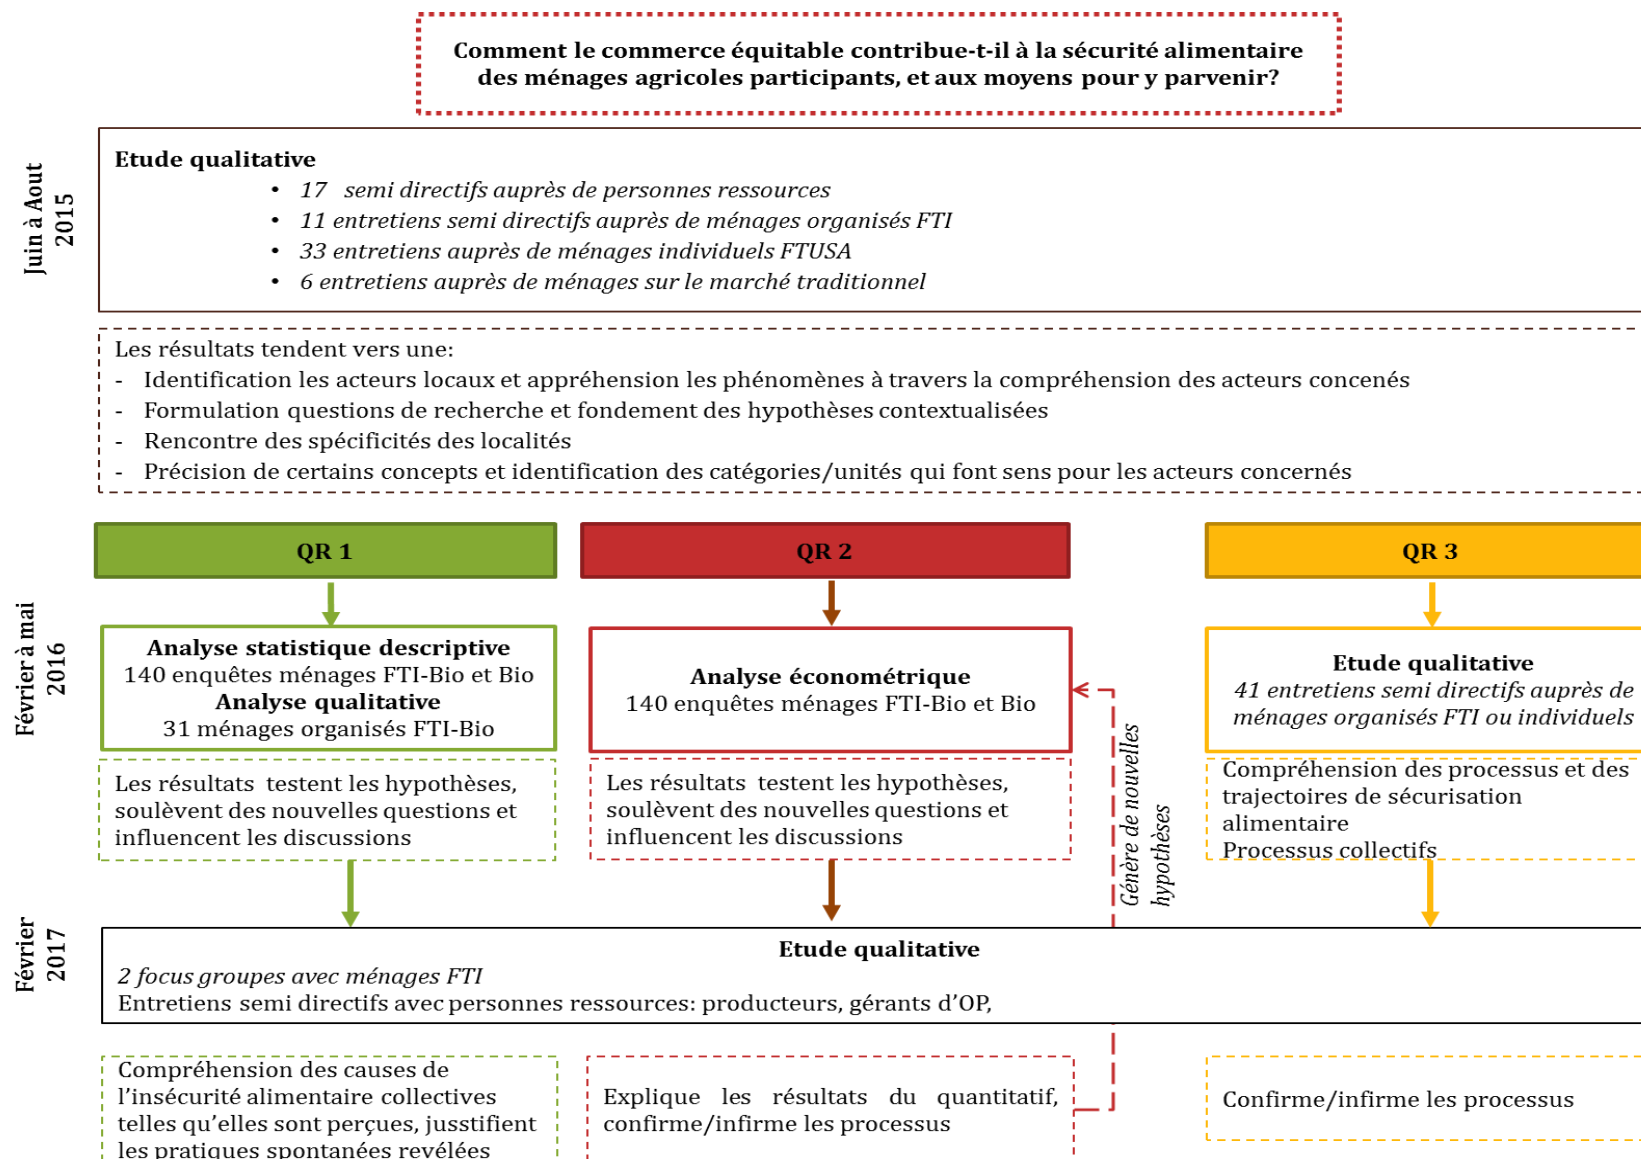 Comment le commerce équitable contribue-t-il à la sécurité alimentaire
des ménages agricoles participants, et aux moyens pour y parvenir?
Juin à Aout
2015
Etude qualitative
• 17 semi directifs auprès de personnes ressources
• 11 entretiens semi directifs auprès de ménages organisés FTI
• 33 entretiens auprès de ménages individuels FTUSA
• 6 entretiens auprès de ménages sur le marché traditionnel
Les résultats tendent vers une:
- Identification les acteurs locaux et appréhension les phénomènes à travers la compréhension des acteurs concenés
- Formulation questions de recherche et fondement des hypothèses contextualisées
- Rencontre des spécificités des localités
- Précision de certains concepts et identification des catégories/unités qui font sens pour les acteurs concernés
Février à mai
2016
QR 1
Analyse statistique descriptive
140 enquêtes ménages FTI-Bio et Bio
Analyse qualitative
31 ménages organisés FTI-Bio
Les résultats testent les hypothèses,
soulèvent des nouvelles questions et
influencent les discussions
QR 2
Analyse économétrique
140 enquêtes ménages FTI-Bio et Bio
Les résultats testent les hypothèses,
soulèvent des nouvelles questions et
influencent les discussions
Génère de nouvelles
hypothèses
QR 3
Etude qualitative
41 entretiens semi directifs auprès de
ménages organisés FTI ou individuels
Compréhension des processus et des
trajectoires de sécurisation
alimentaire
Processus collectifs
Février
2017
Etude qualitative
2 focus groupes avec ménages FTI
Entretiens semi directifs avec personnes ressources: producteurs, gérants d'OP,
Compréhension des causes de
l'insécurité alimentaire collectives
telles qu'elles sont perçues, jusstifient
les pratiques spontanées revélées
Explique les résultats du quantitatif,
confirme/infirme les processus
Confirme/infirme les processus